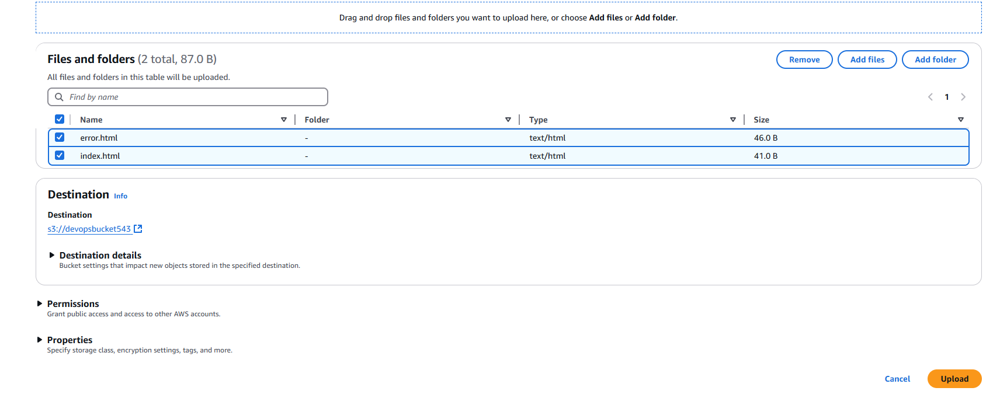 Drag and drop files and folders you want to upload here, or choose Add files or Add folder.
Files and folders (2 total, 87.0 B)
Remove
Add files
Add folder
All files and folders in this table will be uploaded.
Find by name
1
Name
Folder
Type
Size
error.html
-
text/html
46.0 B
index.html
-
text/html
41.0 B
Destination
Info
Destination
s3://devopsbucket543
Destination details
Bucket settings that impact new objects stored in the specified destination.
Permissions
Grant public access and access to other AWS accounts.
Properties
Specify storage class, encryption settings, tags, and more.
Cancel
Upload